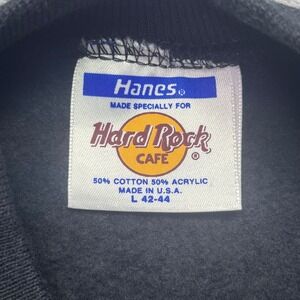 Hanes®
MADE SPECIALLY FOR
Hard Rock
CAFE ®
50% COTTON 50% ACRYLIC
MADE IN U.S.A.
L 42-44